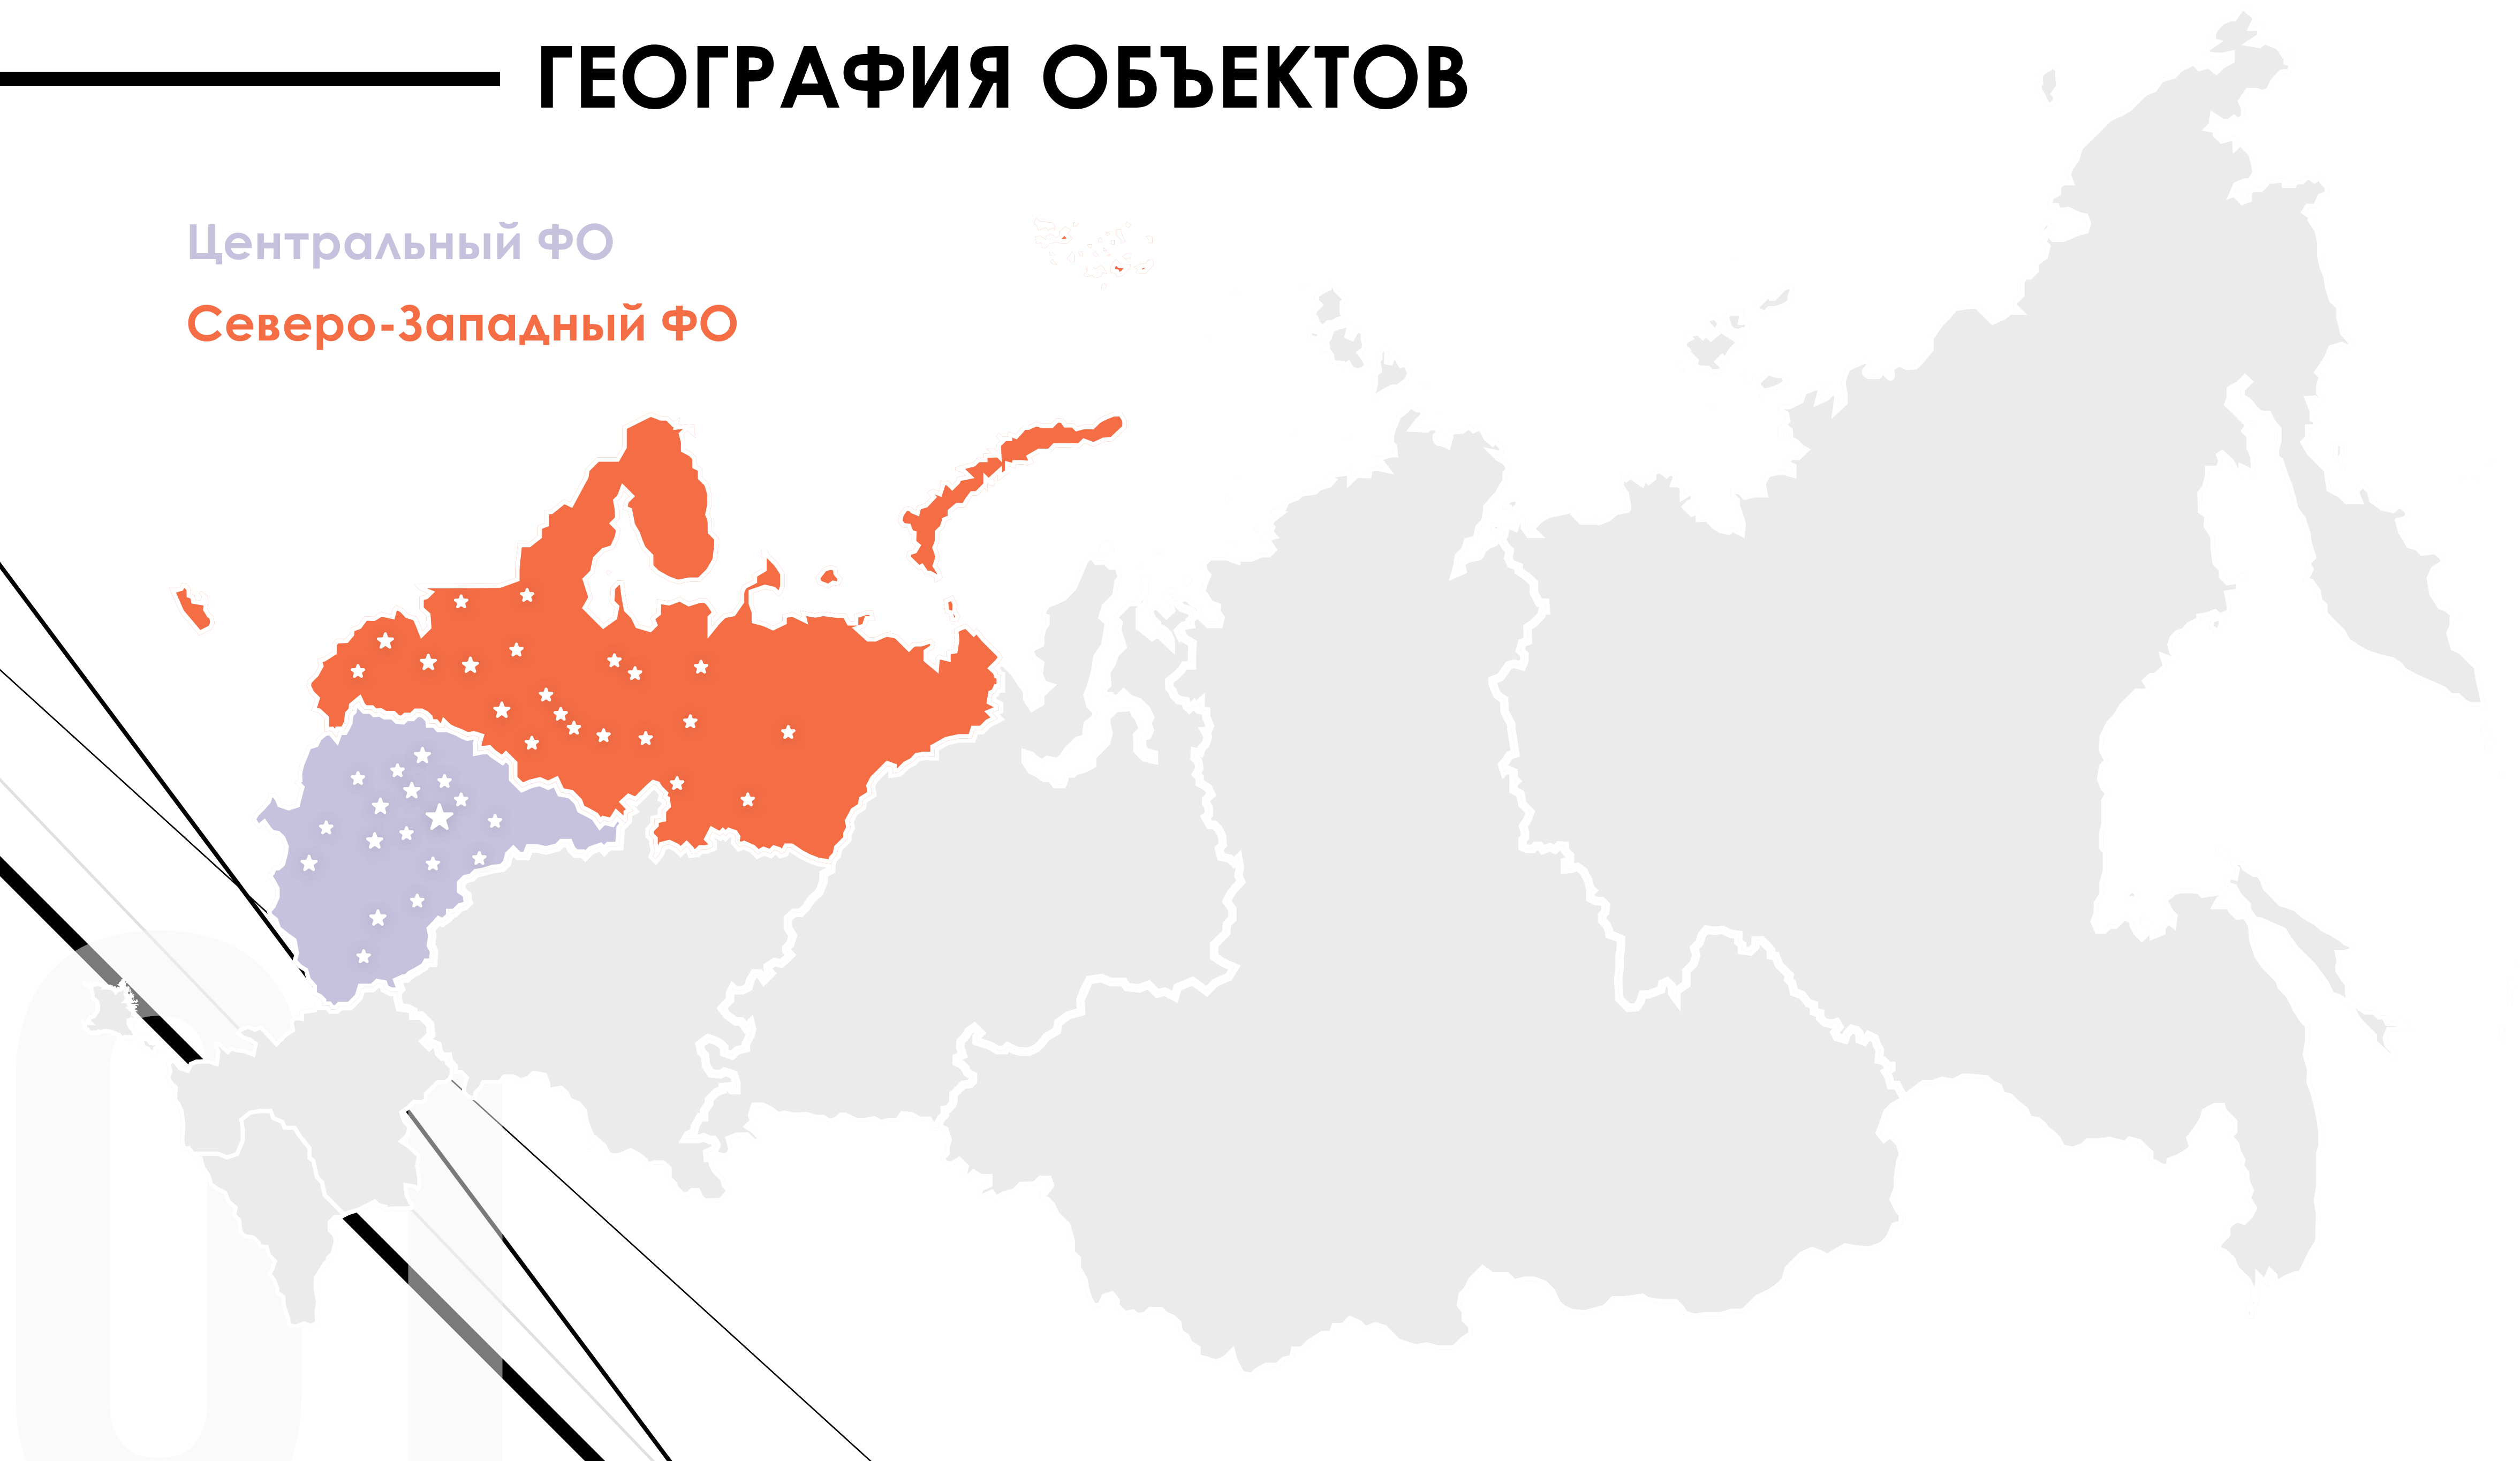 ГЕОГРАФИЯ ОБЪЕКТОВ
Центральный ФО
Северо-Западный ФО